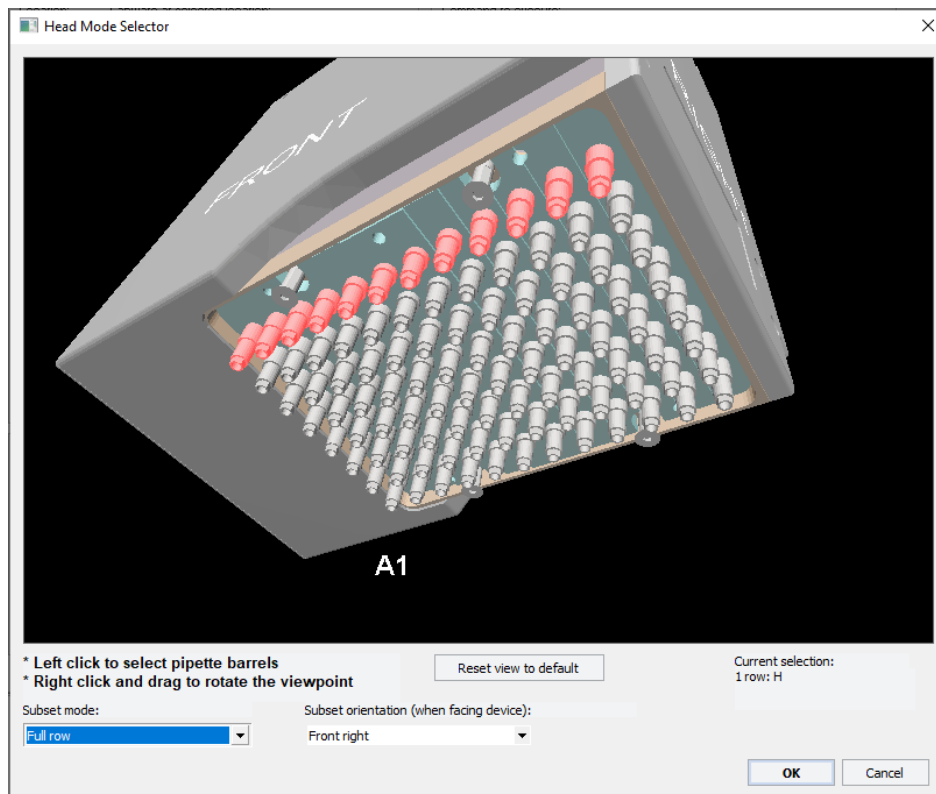 Head Mode Selector
FRONT
A1
* Left click to select pipette barrels
* Right click and drag to rotate the viewpoint
Reset view to default
Current selection:
1 row: H
Subset mode:
Full row
Subset orientation (when facing device):
Front right
OK
Cancel